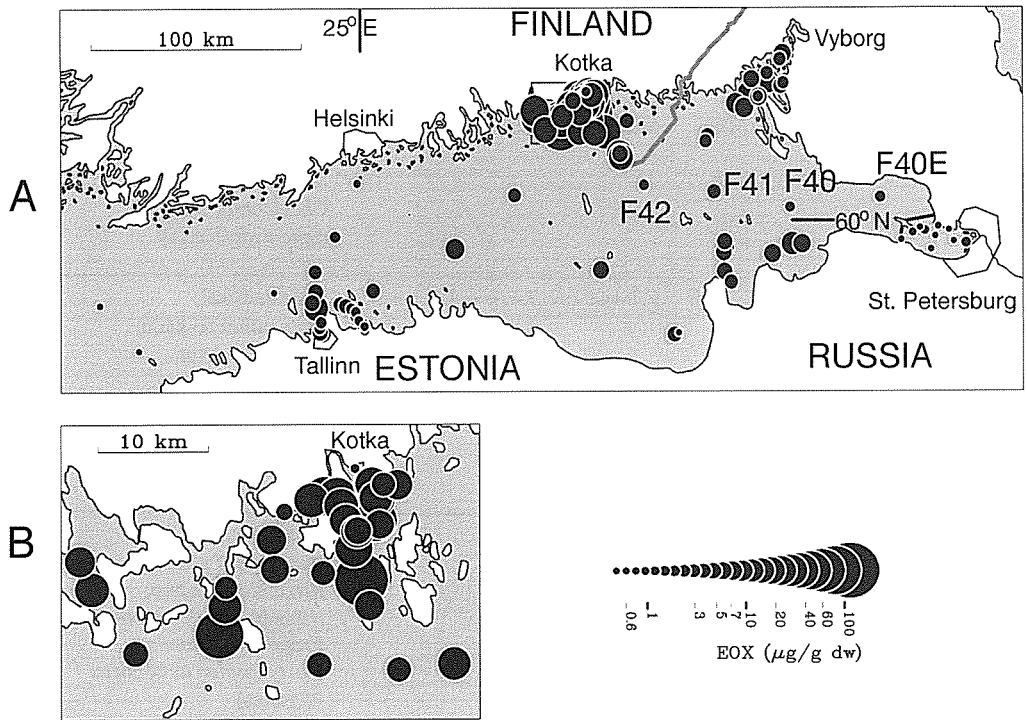 A
100 km
25° E
FINLAND
Kotka
Vyborg
Helsinki
F42
F41
F40
F40E
60° N
St. Petersburg
Tallinn
ESTONIA
RUSSIA
B
10 km
Kotka
0.6
1
3
5
7
10
20
40
60
100
EOX (μg/g dw)